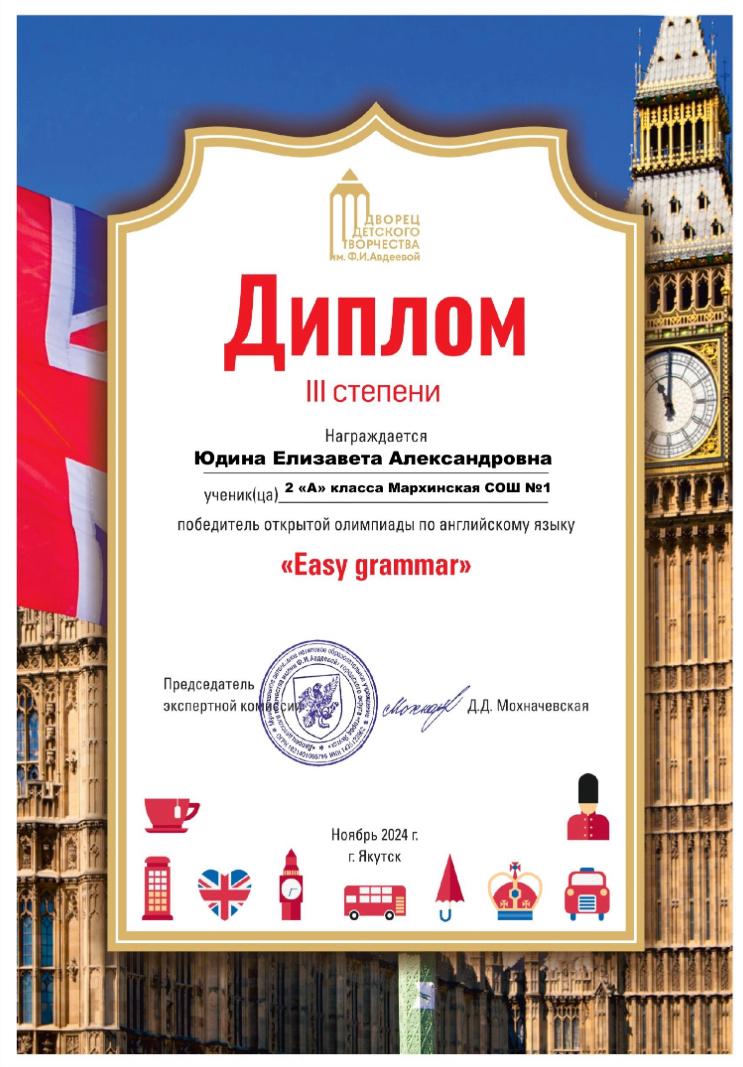 ДВОРЕЦ
ДЕТСКОГО
ТВОРЧЕСТВА
им. Ф.И.Авдеевой
Диплом
III степени
Награждается
Юдина Елизавета Александровна
ученик(ца) 2 «А» класса Мархинская СОШ №1
победитель открытой олимпиады по английскому языку
«Easy grammar»
Председатель
экспертной комиссии Д.Д. Мохначевская
Ноябрь 2024 г.
г. Якутск